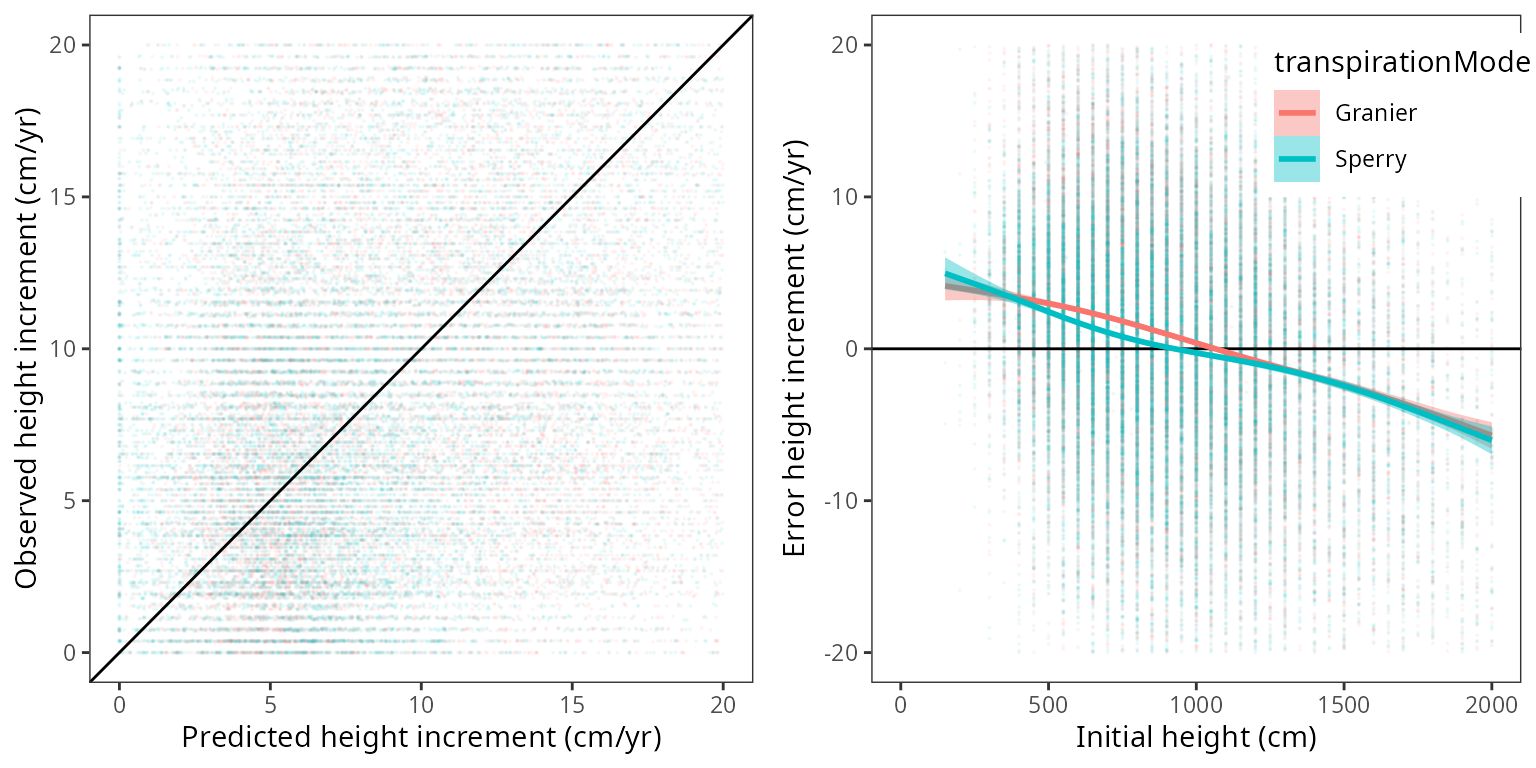 Observed height increment (cm/yr)
20
15
10
5
0
0 5 10 15 20
Predicted height increment (cm/yr)
Error height increment (cm/yr)
20
10
0
-10
-20
0 500 1000 1500 2000
Initial height (cm)
transpirationMode
Granier
Sperry